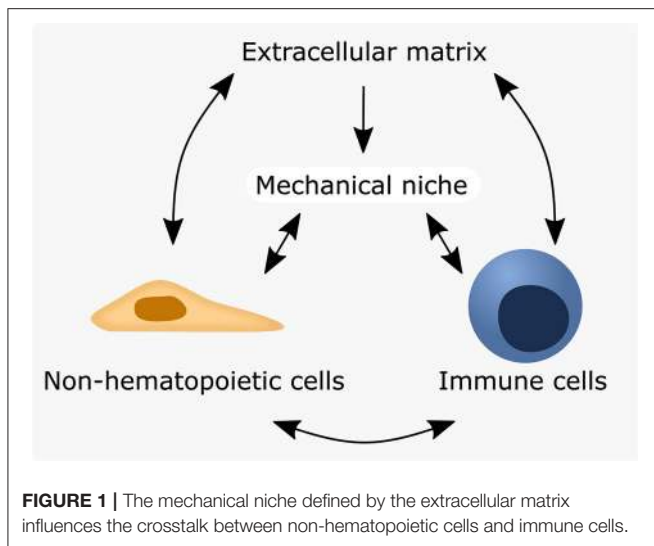 Extracellular matrix
Mechanical niche
Non-hematopoietic cells
Immune cells
FIGURE 1 | The mechanical niche defined by the extracellular matrix
influences the crosstalk between non-hematopoietic cells and immune cells.